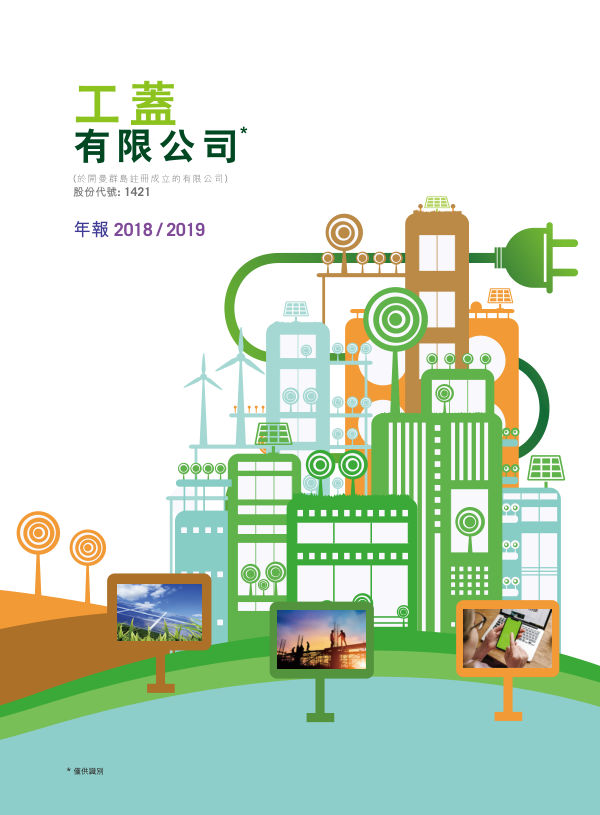 工蓋
有限公司*
(於開曼群島註冊成立的有限公司)
股份代號: 1421
年報 2018 / 2019
* 僅供識別